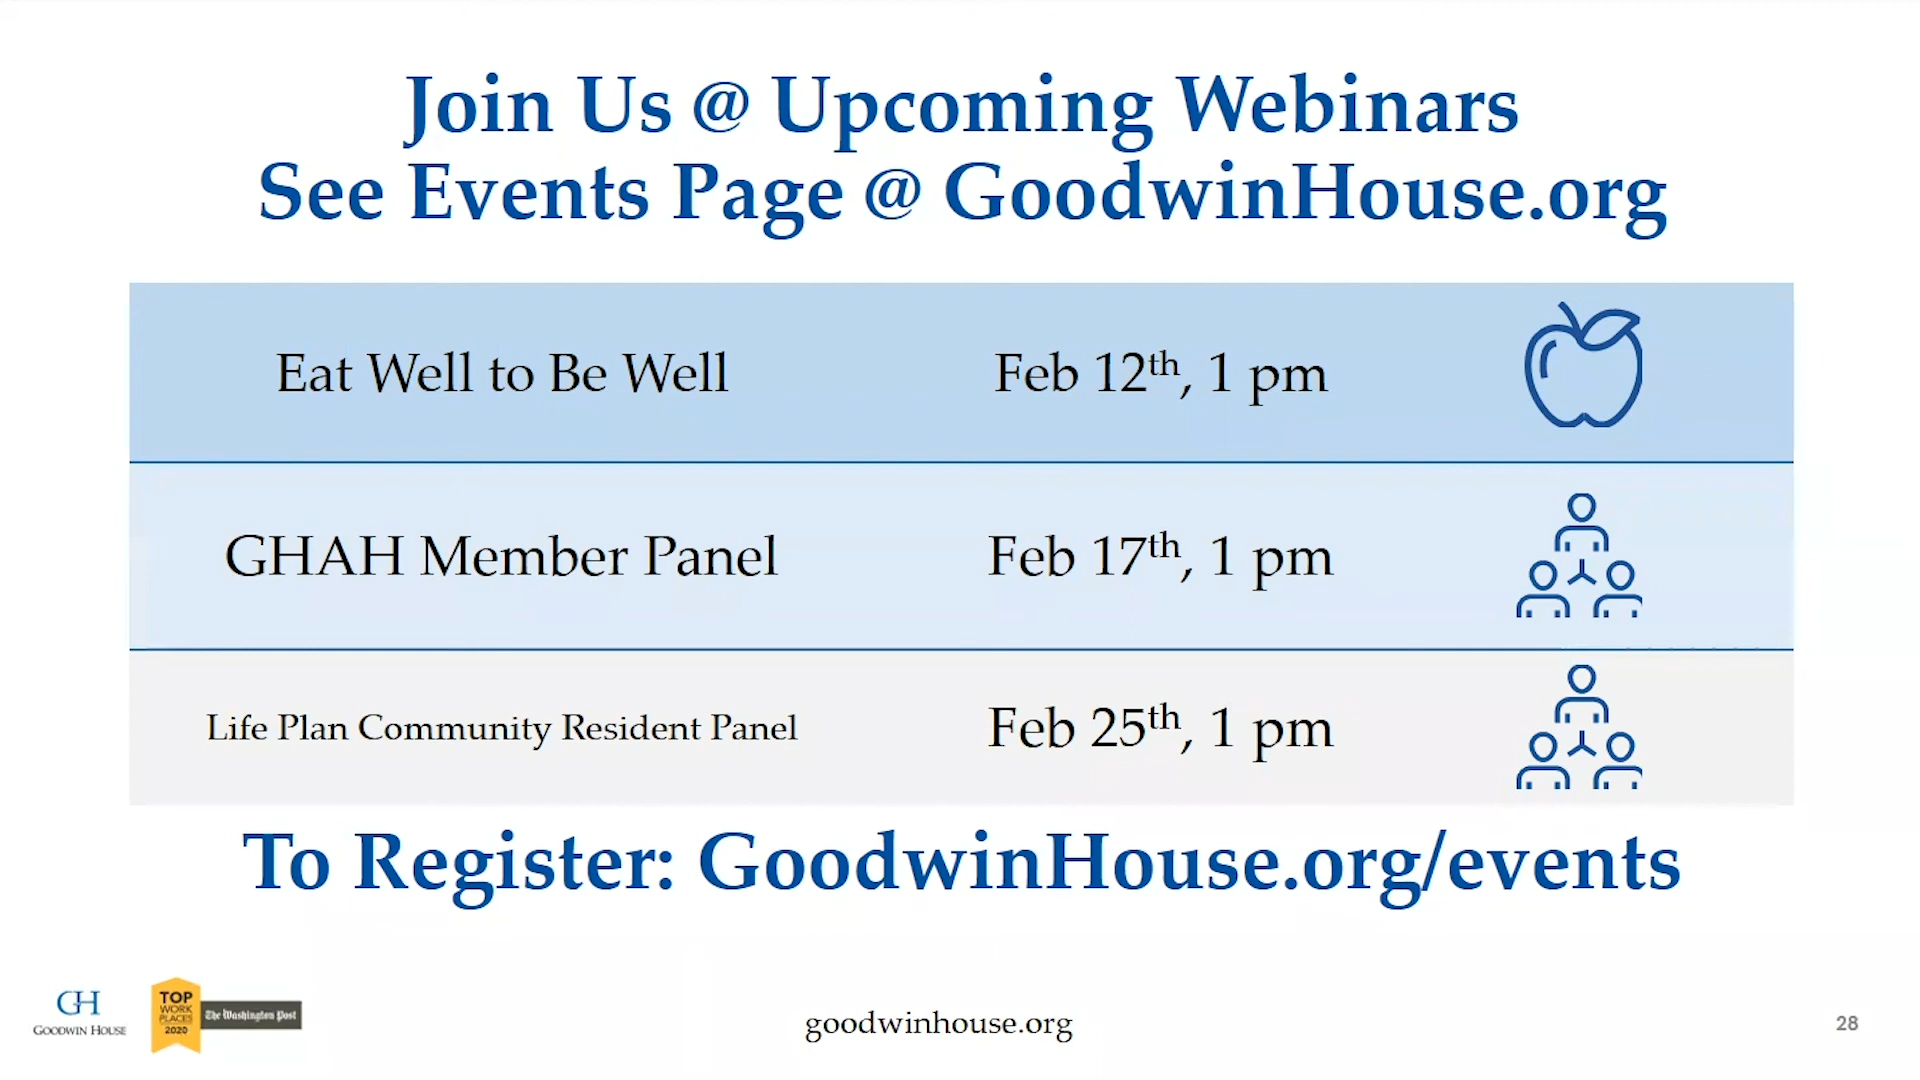 Join Us @ Upcoming Webinars
See Events Page @ GoodwinHouse.org
Eat Well to Be Well Feb 12th, 1 pm
GHAH Member Panel Feb 17th, 1 pm
Life Plan Community Resident Panel Feb 25th, 1 pm
To Register: GoodwinHouse.org/events
GH
GOODWIN HOUSE
TOP
WORK
PLACES
2020
The Washington Post
goodwinhouse.org
28